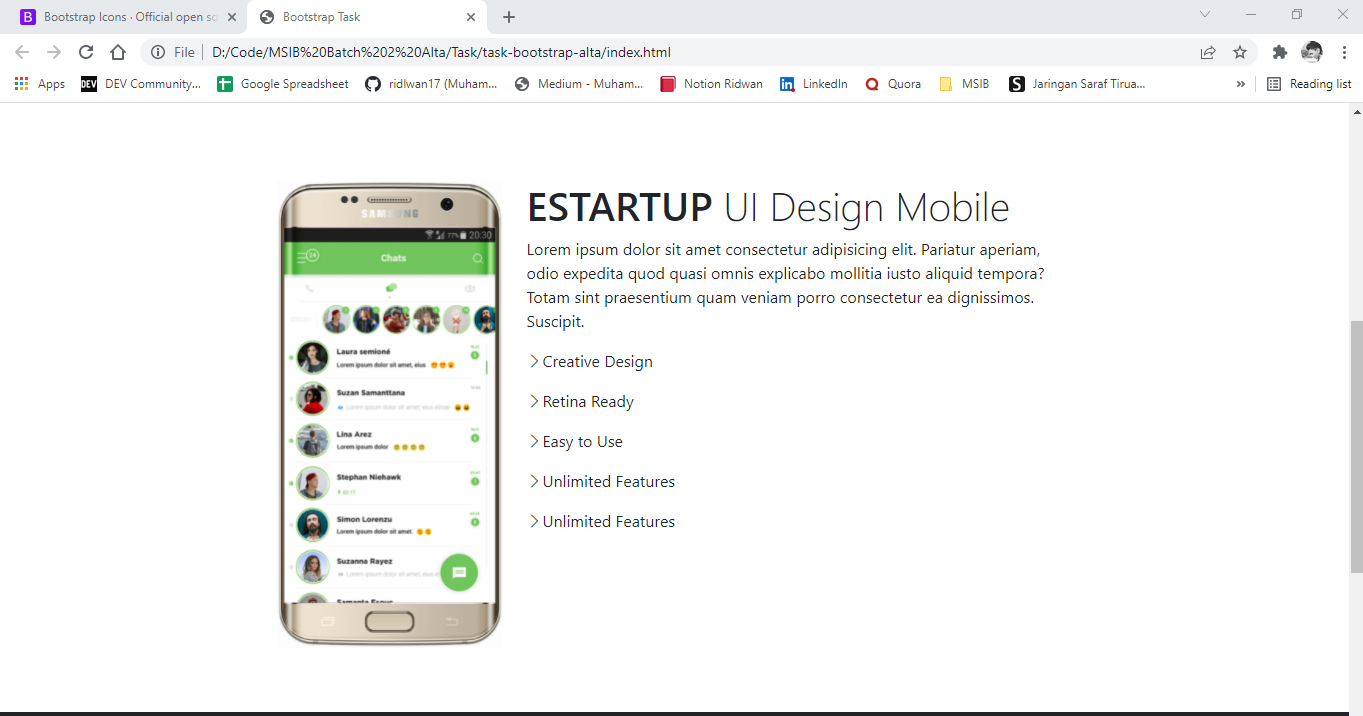 Bootstrap Icons · Official open so
Bootstrap Task
File
D:/Code/MSIB%20Batch%202%20Alta/Task/task-bootstrap-alta/index.html
Apps
DEV Community...
Google Spreadsheet
ridlwan17 (Muham...
Medium - Muham...
Notion Ridwan
LinkedIn
Quora
MSIB
Jaringan Saraf Tirua...
»
Reading list
SAMSUNG
20:30
24
Chats
Laura semioné
Lorem ipsum dolor sit amet, eius
Suzan Samanttana
Lorem ipsum dolor sit amet, eius
Lina Arez
Lorem ipsum dolor
Stephan Niehawk
Simon Lorenzu
Lorem ipsum dolor sit amet.
Suzanna Rayez
Lorem ipsum dolor sit amet, eius
ESTARTUP UI Design Mobile
Lorem ipsum dolor sit amet consectetur adipisicing elit. Pariatur aperiam,
odio expedita quod quasi omnis explicabo mollitia iusto aliquid tempora?
Totam sint praesentium quam veniam porro consectetur ea dignissimos.
Suscipit.
Creative Design
Retina Ready
Easy to Use
Unlimited Features
Unlimited Features